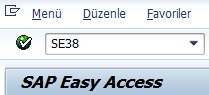 Menü Düzenle Favoriler
SE38
SAP Easy Access